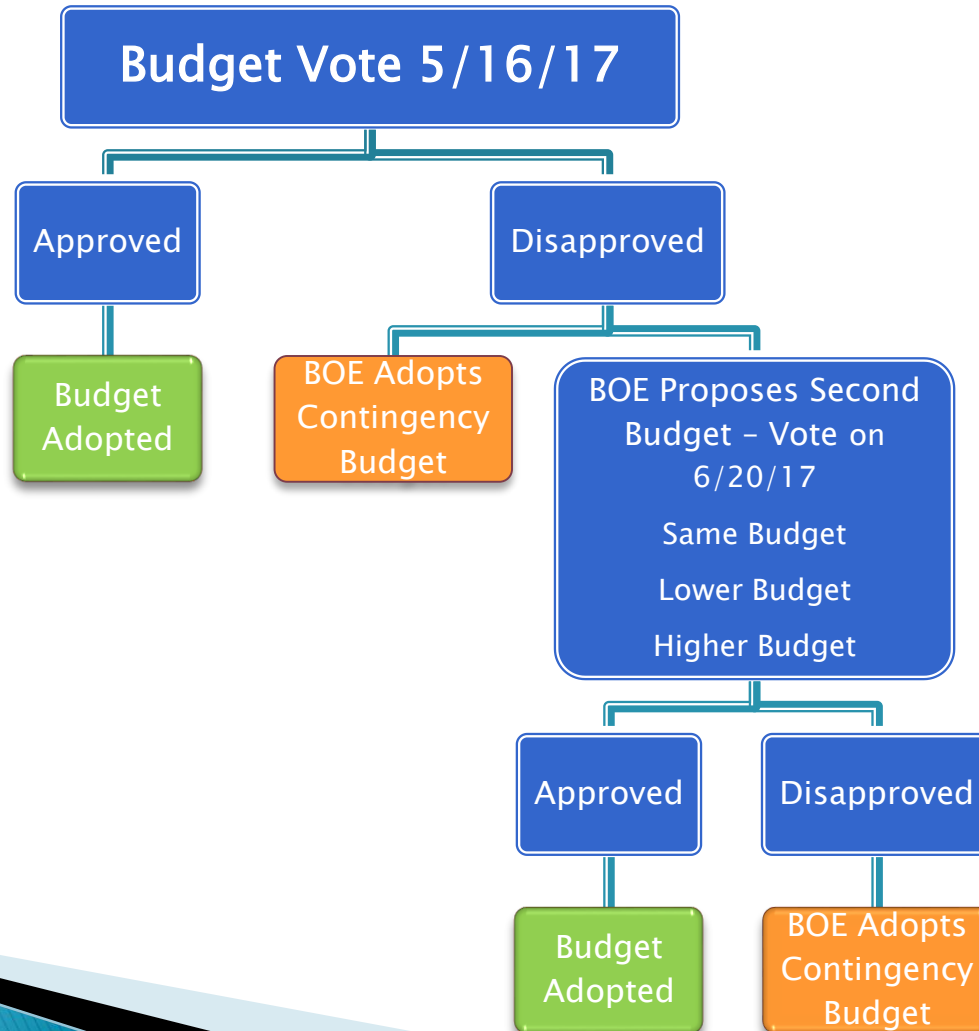 Budget Vote 5/16/17
Approved
Disapproved
Budget
Adopted
BOE Adopts
Contingency
Budget
BOE Proposes Second
Budget – Vote on
6/20/17
Same Budget
Lower Budget
Higher Budget
Approved
Disapproved
Budget
Adopted
BOE Adopts
Contingency
Budget